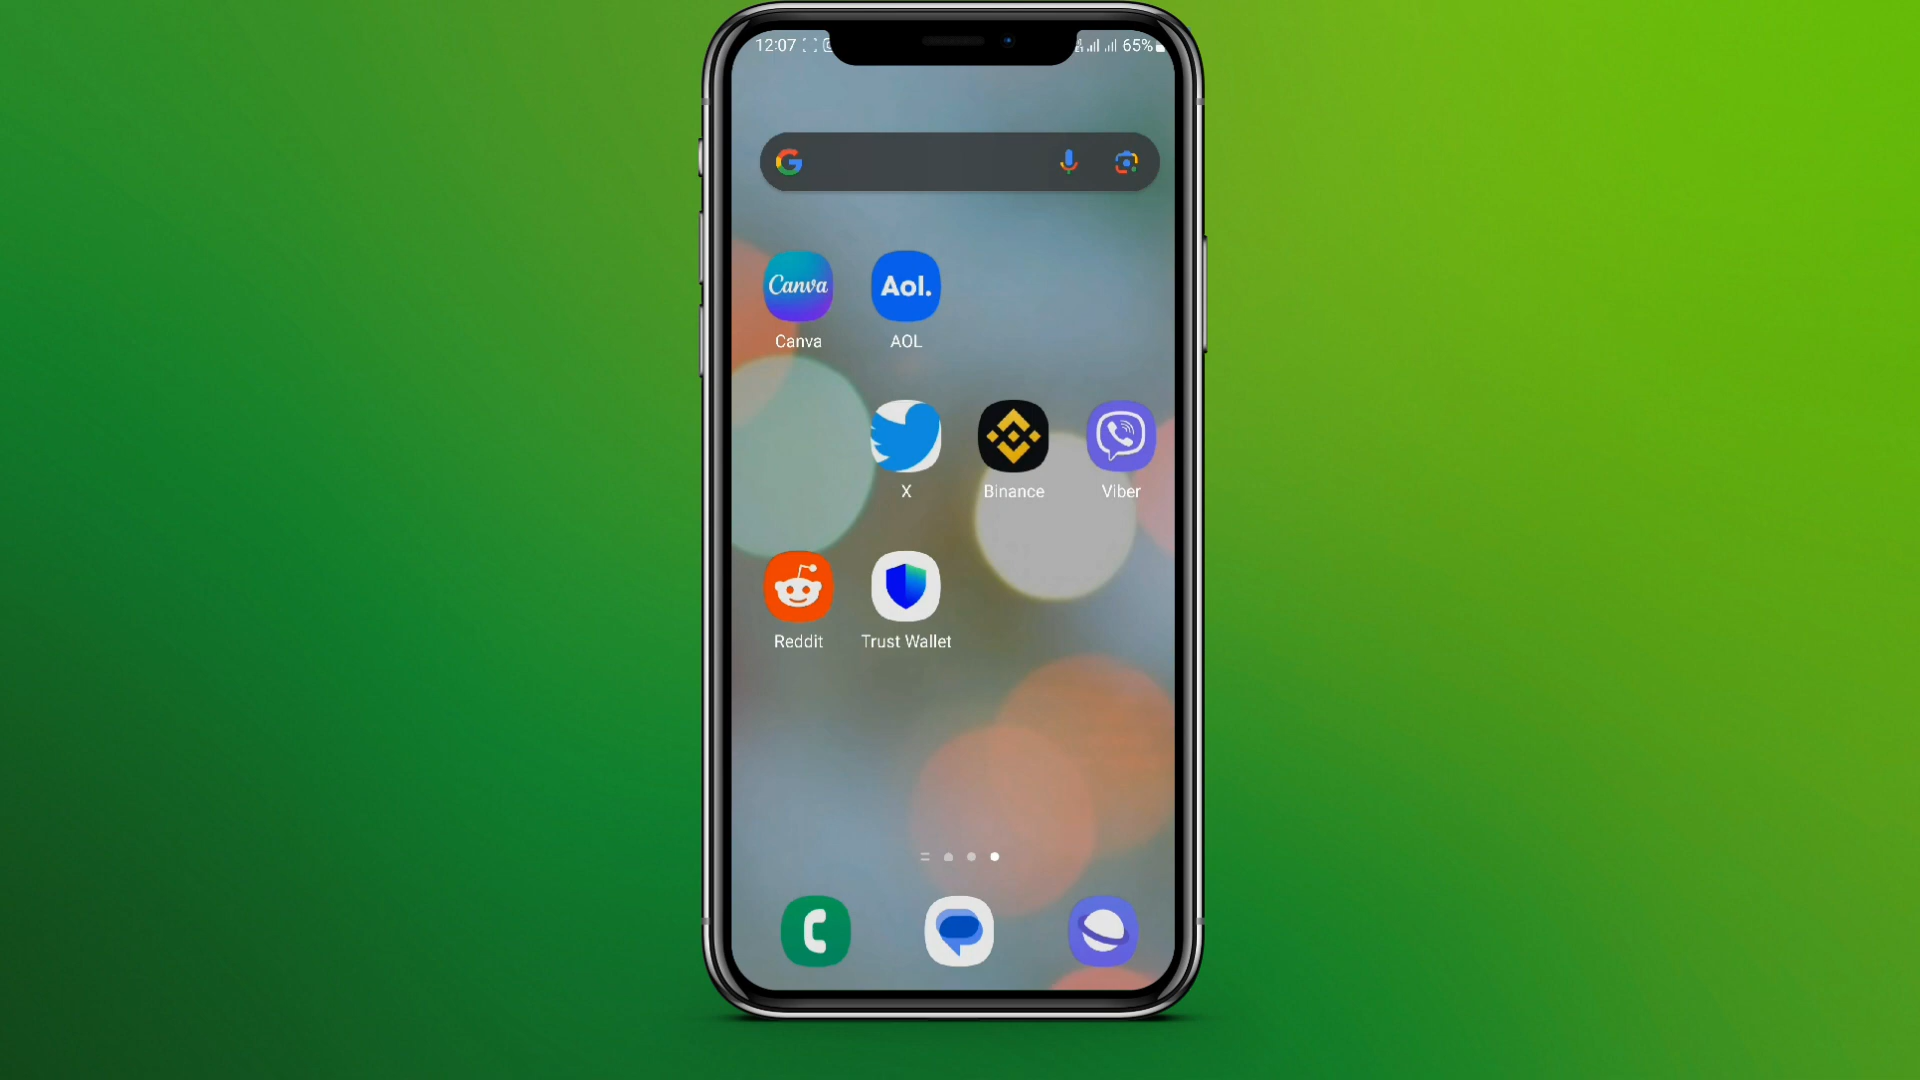 12:07
65%
Canva
Aol.
Canva
AOL
X
Binance
Viber
Reddit
Trust Wallet